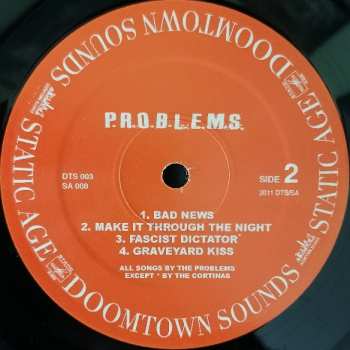 DOOMTOWN SOUNDS
STATIC AGE
DOOMTOWN SOUNDS
STATIC AGE
P.R.O.B.L.E.M.S.
DTS 003
SA 008
SIDE 2
2011 DTS/SA
1. BAD NEWS
2. MAKE IT THROUGH THE NIGHT
3. FASCIST DICTATOR*
4. GRAVEYARD KISS
ALL SONGS BY THE PROBLEMS
EXCEPT * BY THE CORTINAS